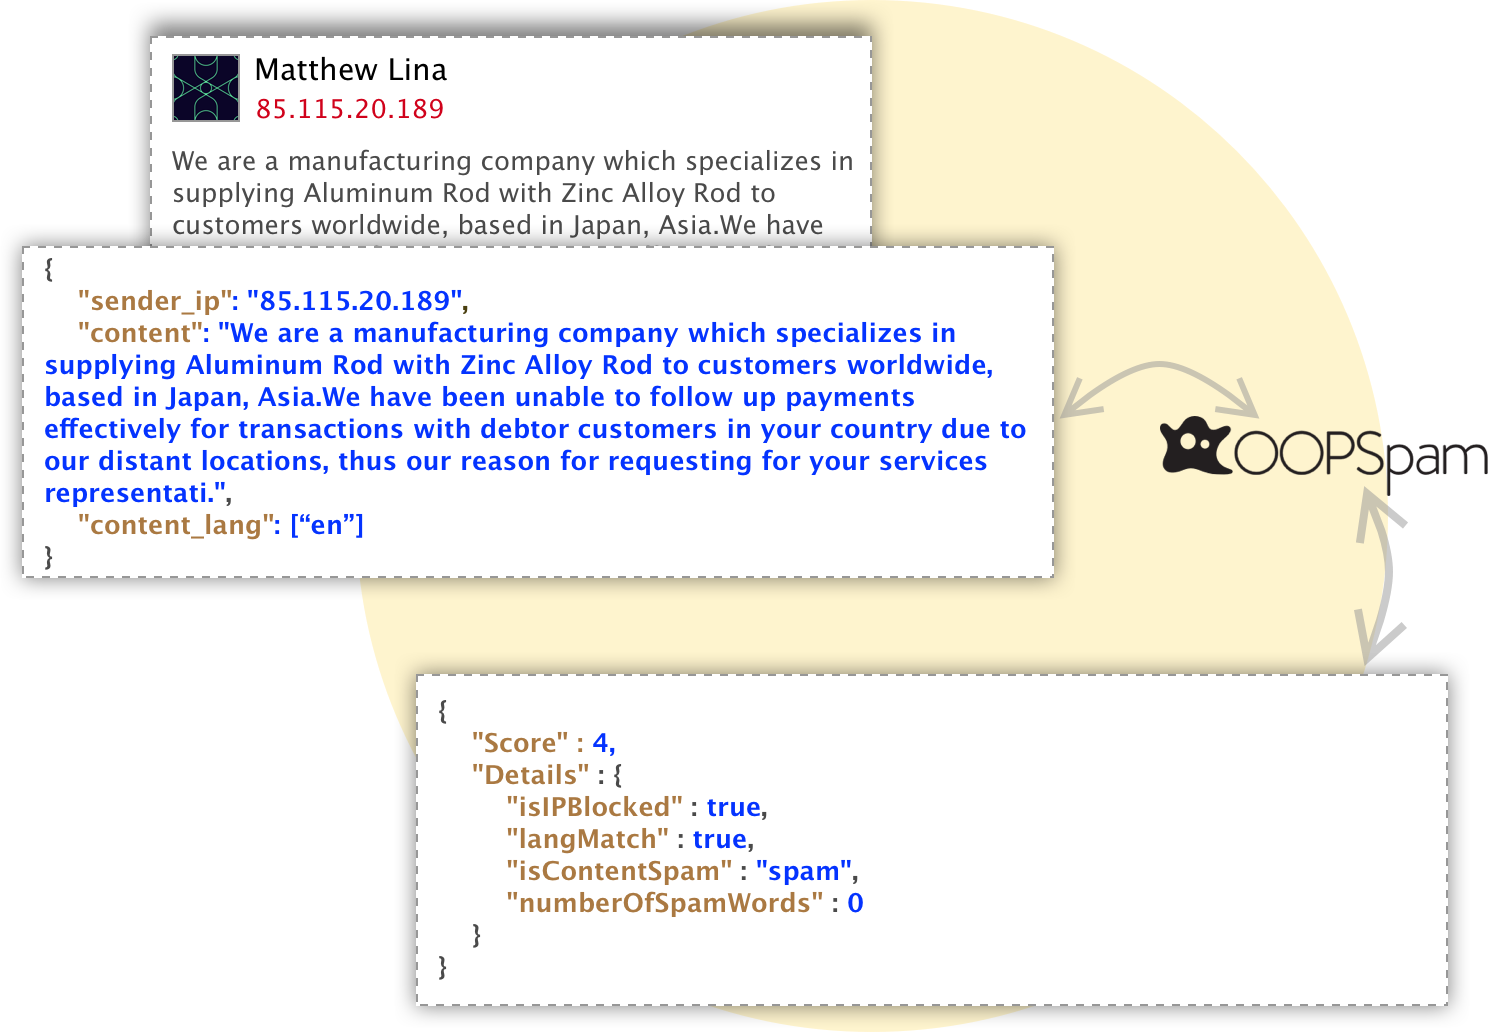 Matthew Lina
85.115.20.189
We are a manufacturing company which specializes in
supplying Aluminum Rod with Zinc Alloy Rod to
customers worldwide, based in Japan, Asia.We have
{
"sender_ip": "85.115.20.189",
"content": "We are a manufacturing company which specializes in
supplying Aluminum Rod with Zinc Alloy Rod to customers worldwide,
based in Japan, Asia.We have been unable to follow up payments
effectively for transactions with debtor customers in your country due to
our distant locations, thus our reason for requesting for your services
representati.",
"content_lang": [“en”]
}
OOPSpam
{
"Score" : 4,
"Details" : {
"isIPBlocked" : true,
"langMatch" : true,
"isContentSpam" : "spam",
"numberOfSpamWords" : 0
}
}